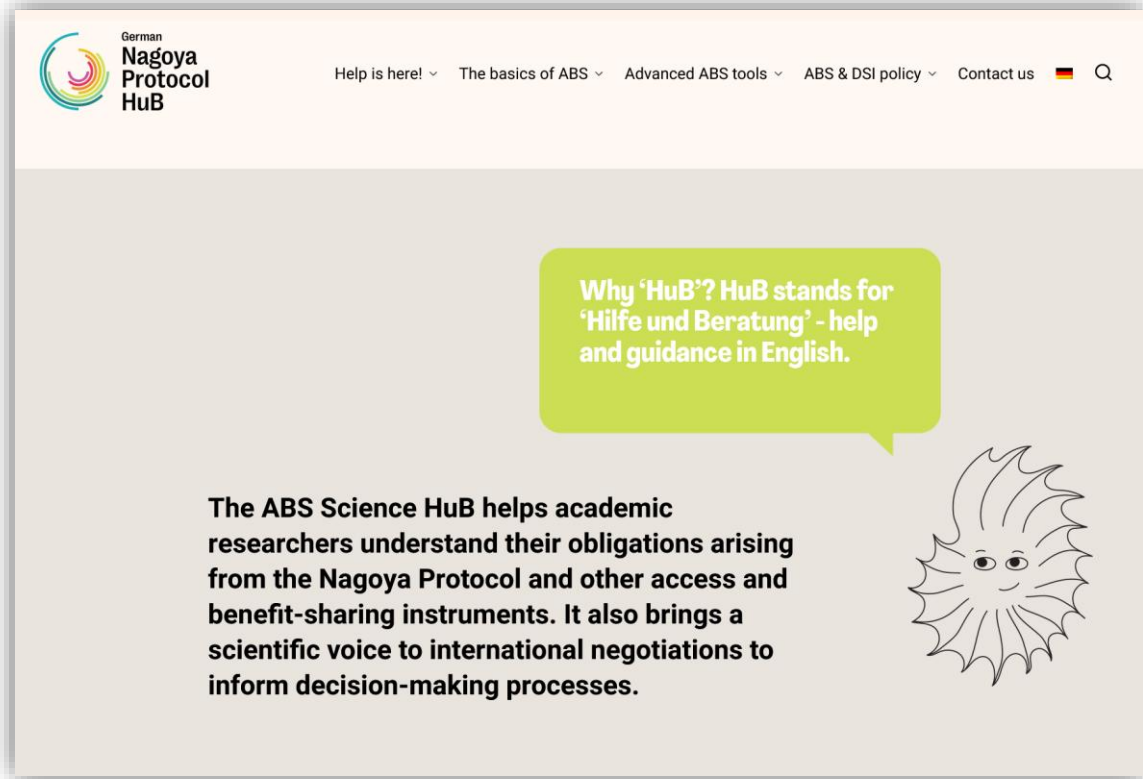 German
Nagoya
Protocol
HuB
Help is here! The basics of ABS Advanced ABS tools ABS & DSI policy Contact us
Why ‘HuB’? HuB stands for
‘Hilfe und Beratung’ - help
and guidance in English.
The ABS Science HuB helps academic
researchers understand their obligations arising
from the Nagoya Protocol and other access and
benefit-sharing instruments. It also brings a
scientific voice to international negotiations to
inform decision-making processes.